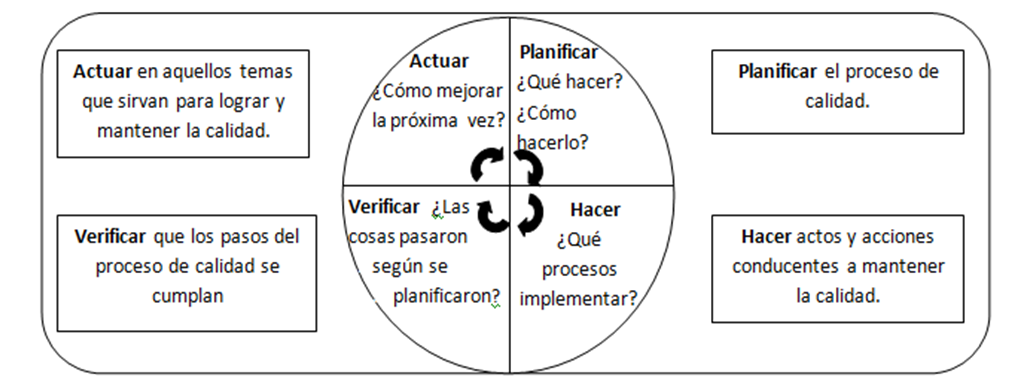 Actuar en aquellos temas
que sirvan para lograr y
mantener la calidad.
Verificar que los pasos del
proceso de calidad se
cumplan
Actuar
¿Cómo mejorar
la próxima vez?
Planificar
¿Qué hacer?
¿Cómo
hacerlo?
Verificar ¿Las
cosas pasaron
según se
planificaron?
Hacer
¿Qué
procesos
implementar?
Planificar el proceso de
calidad.
Hacer actos y acciones
conducentes a mantener
la calidad.